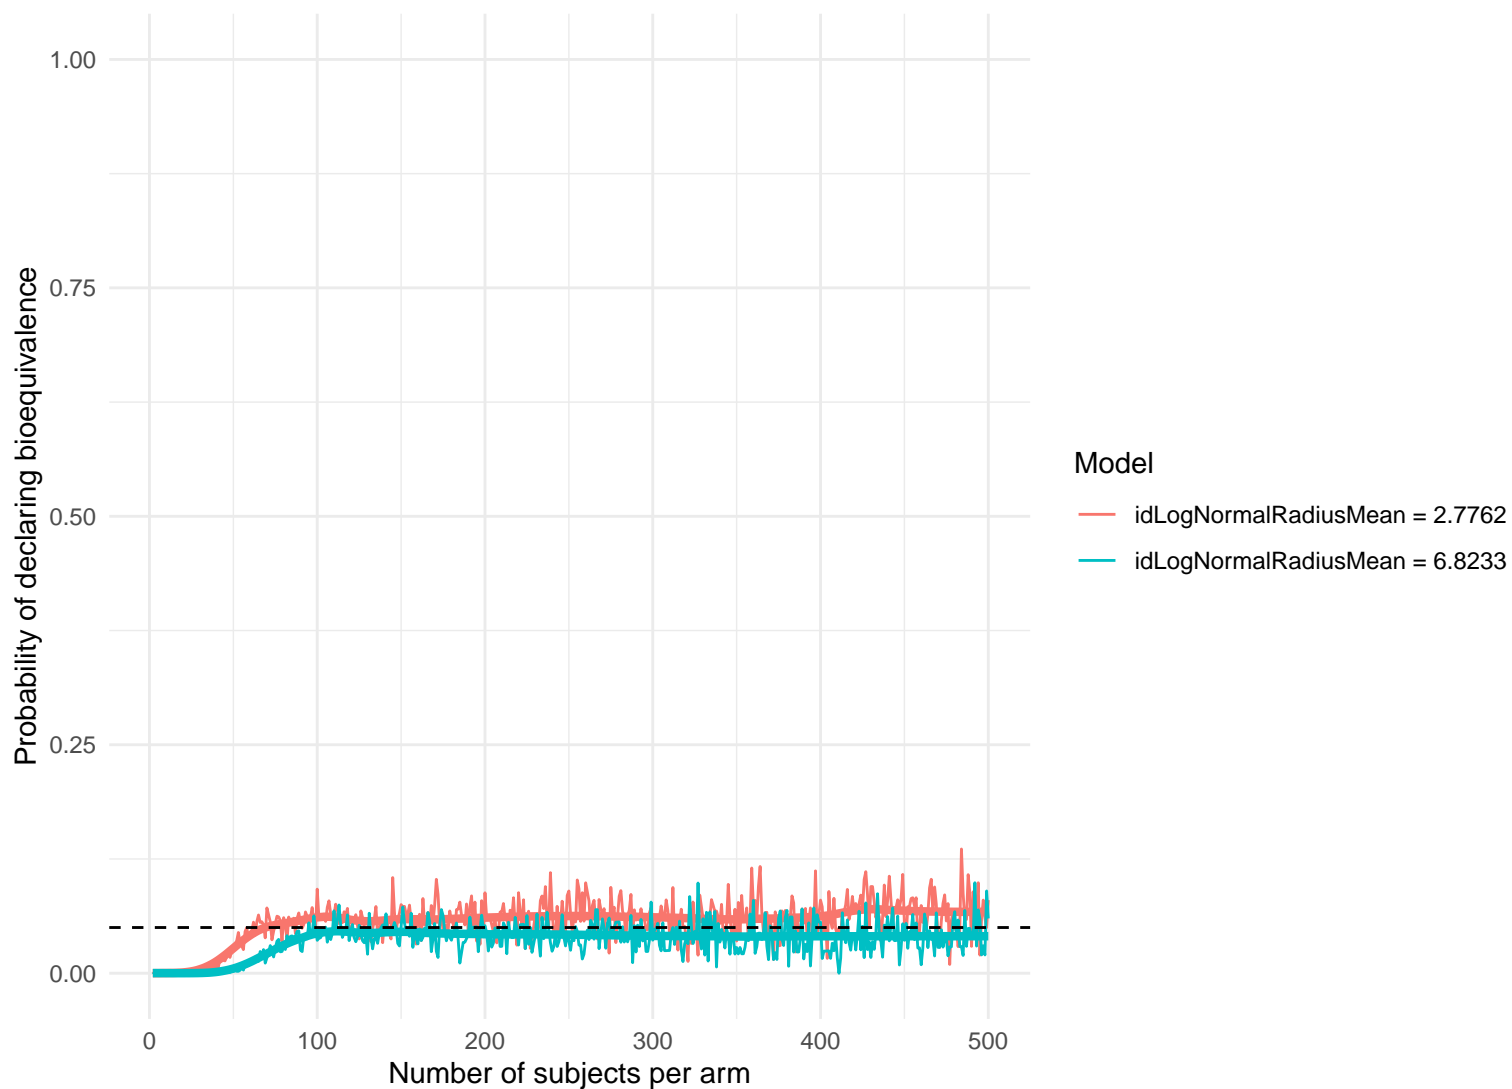 1.00
0.75
0.50
0.25
0.00
Probability of declaring bioequivalence
0 100 200 300 400 500
Number of subjects per arm
Model
idLogNormalRadiusMean = 2.7762
idLogNormalRadiusMean = 6.8233